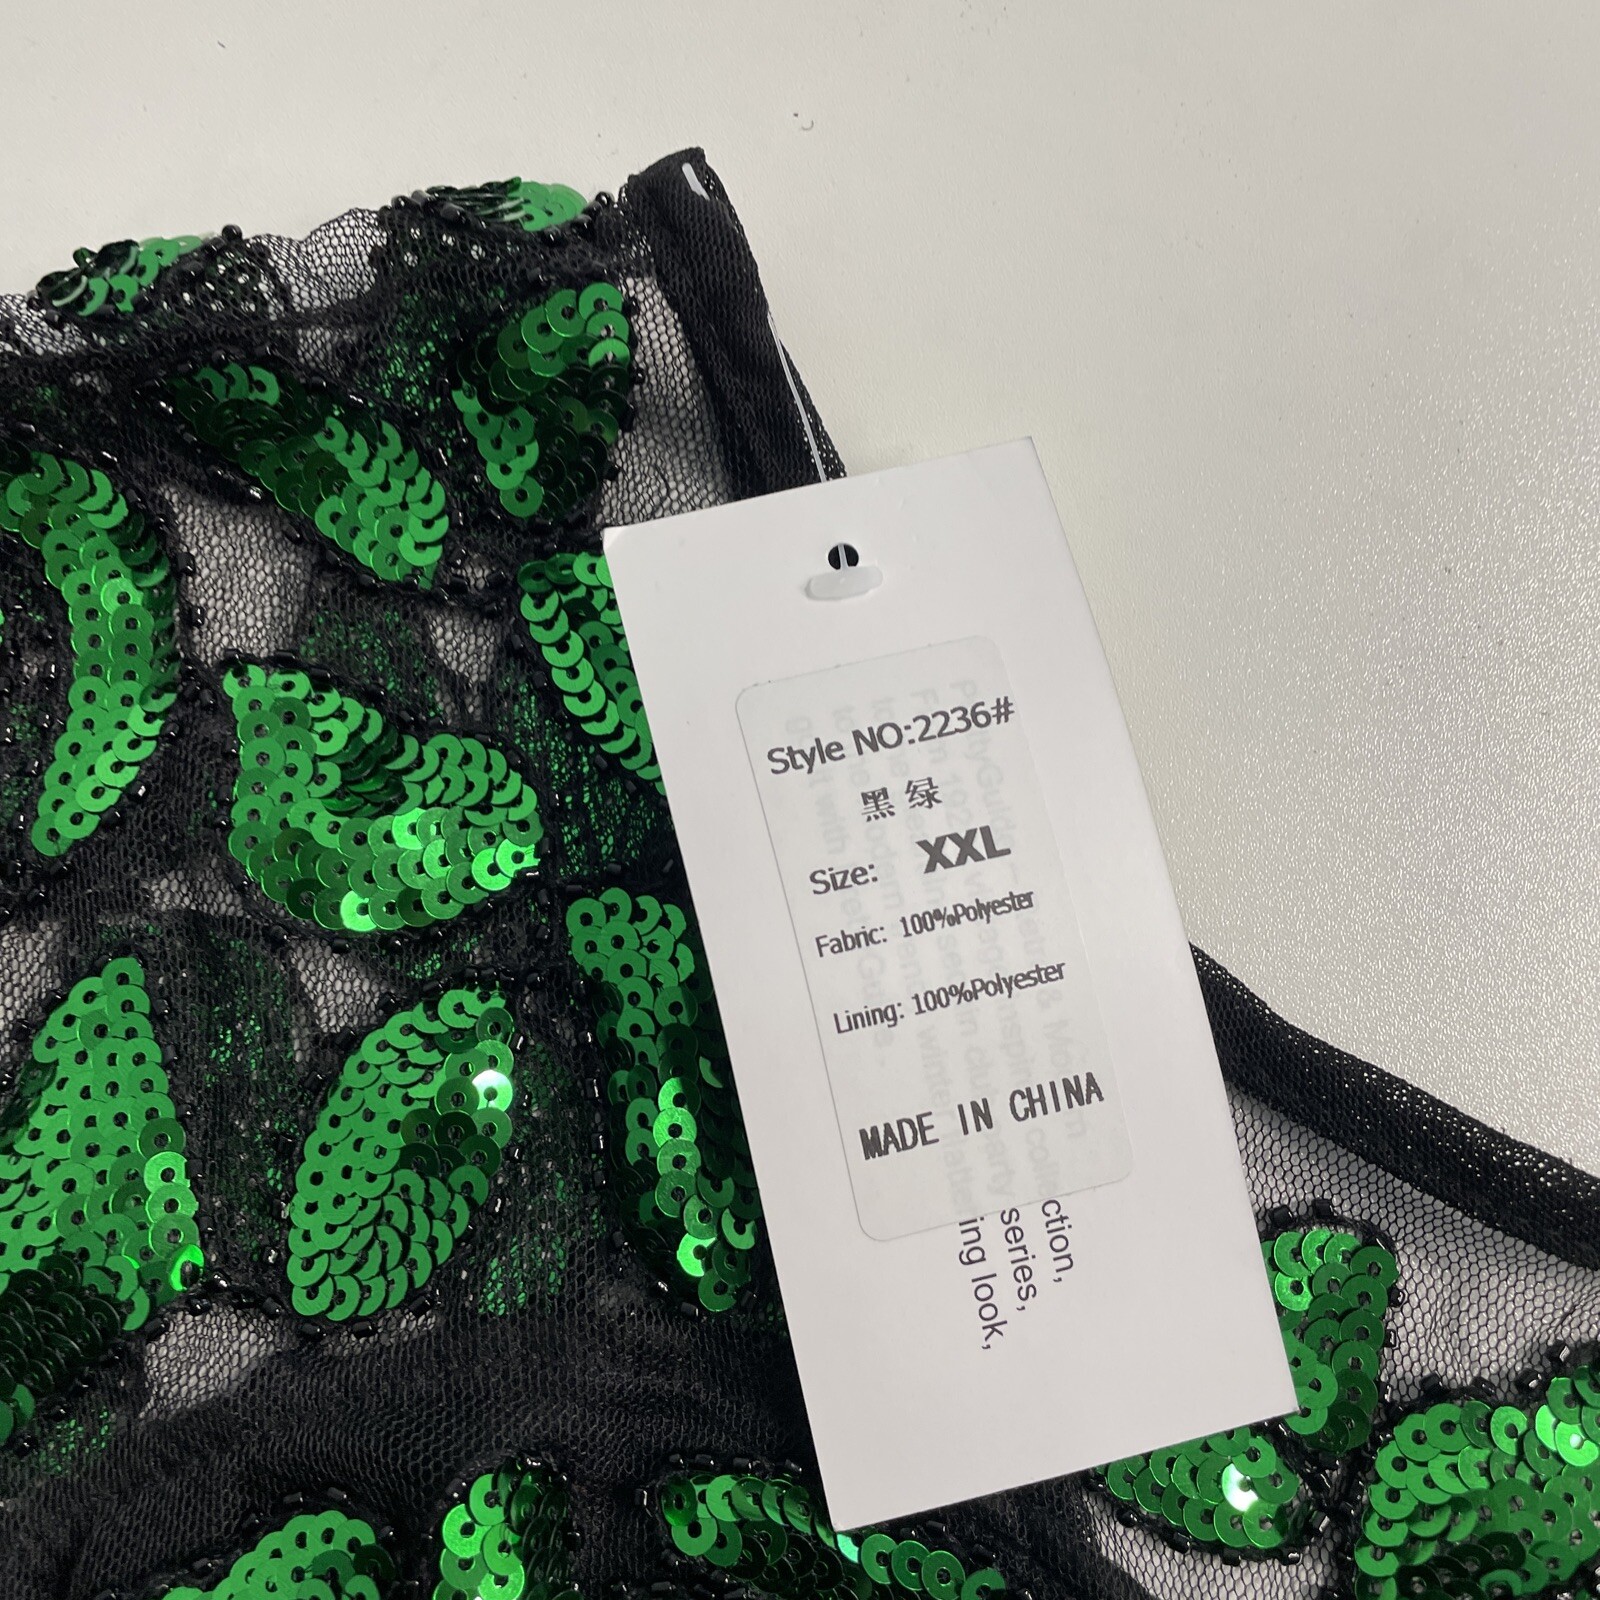 Style NO:2236#
黑绿
Size: XXL
Fabric: 100%Polyester
Lining: 100%Polyester
MADE IN CHINA
ction,
series,
ing look,